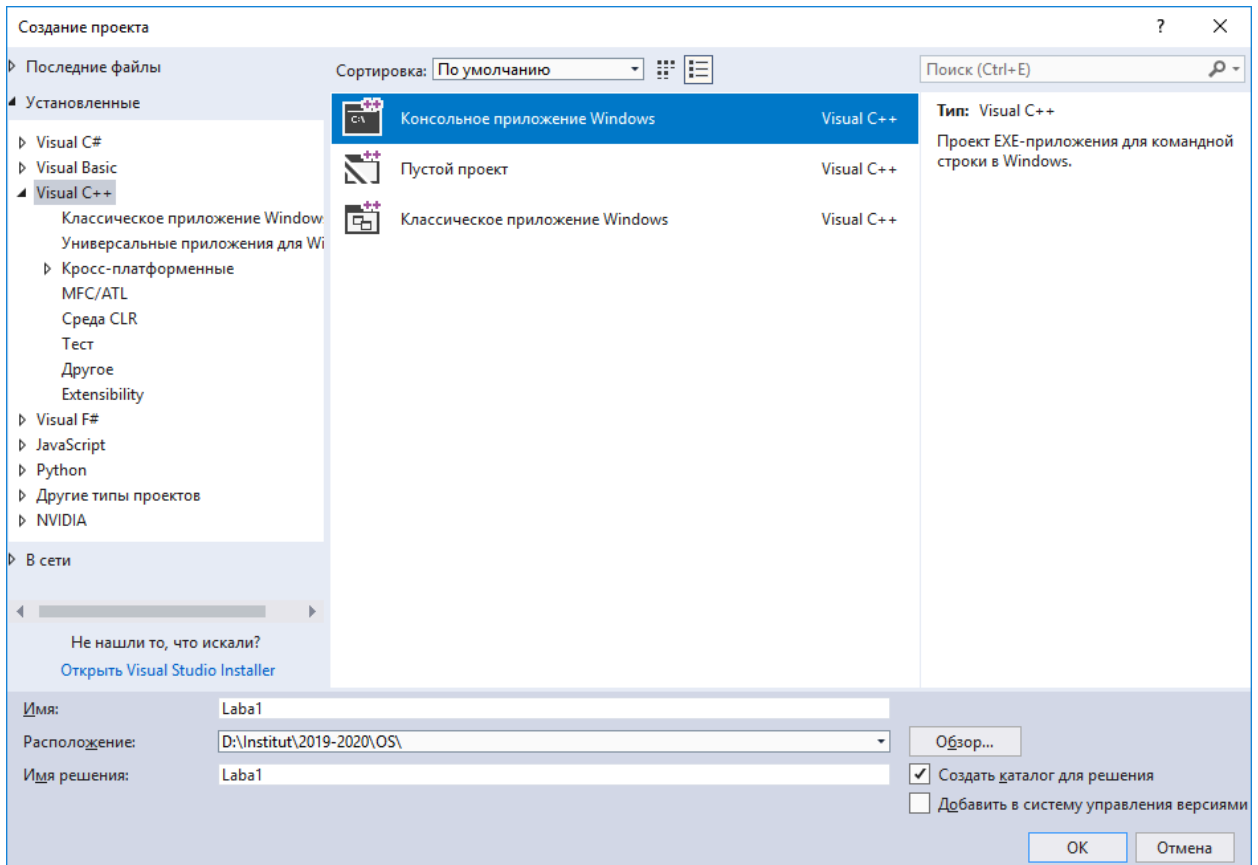 Создание проекта
?
Последние файлы
Установленные
Visual C#
Visual Basic
Visual C++
Классическое приложение Window
Универсальные приложения для Wi
Кросс-платформенные
MFC/ATL
Среда CLR
Тест
Другое
Extensibility
Visual F#
JavaScript
Python
Другие типы проектов
NVIDIA
В сети
Не нашли то, что искали?
Открыть Visual Studio Installer
Сортировка: По умолчанию
Консольное приложение Windows Visual C++
Пустой проект Visual C++
Классическое приложение Windows Visual C++
Поиск (Ctrl+E)
Тип: Visual C++
Проект EXE-приложения для командной
строки в Windows.
Имя: Laba1
Расположение: D:\Institut\2019-2020\OS\
Обзор...
Имя решения: Laba1
Создать каталог для решения
Добавить в систему управления версиями
OK Отмена